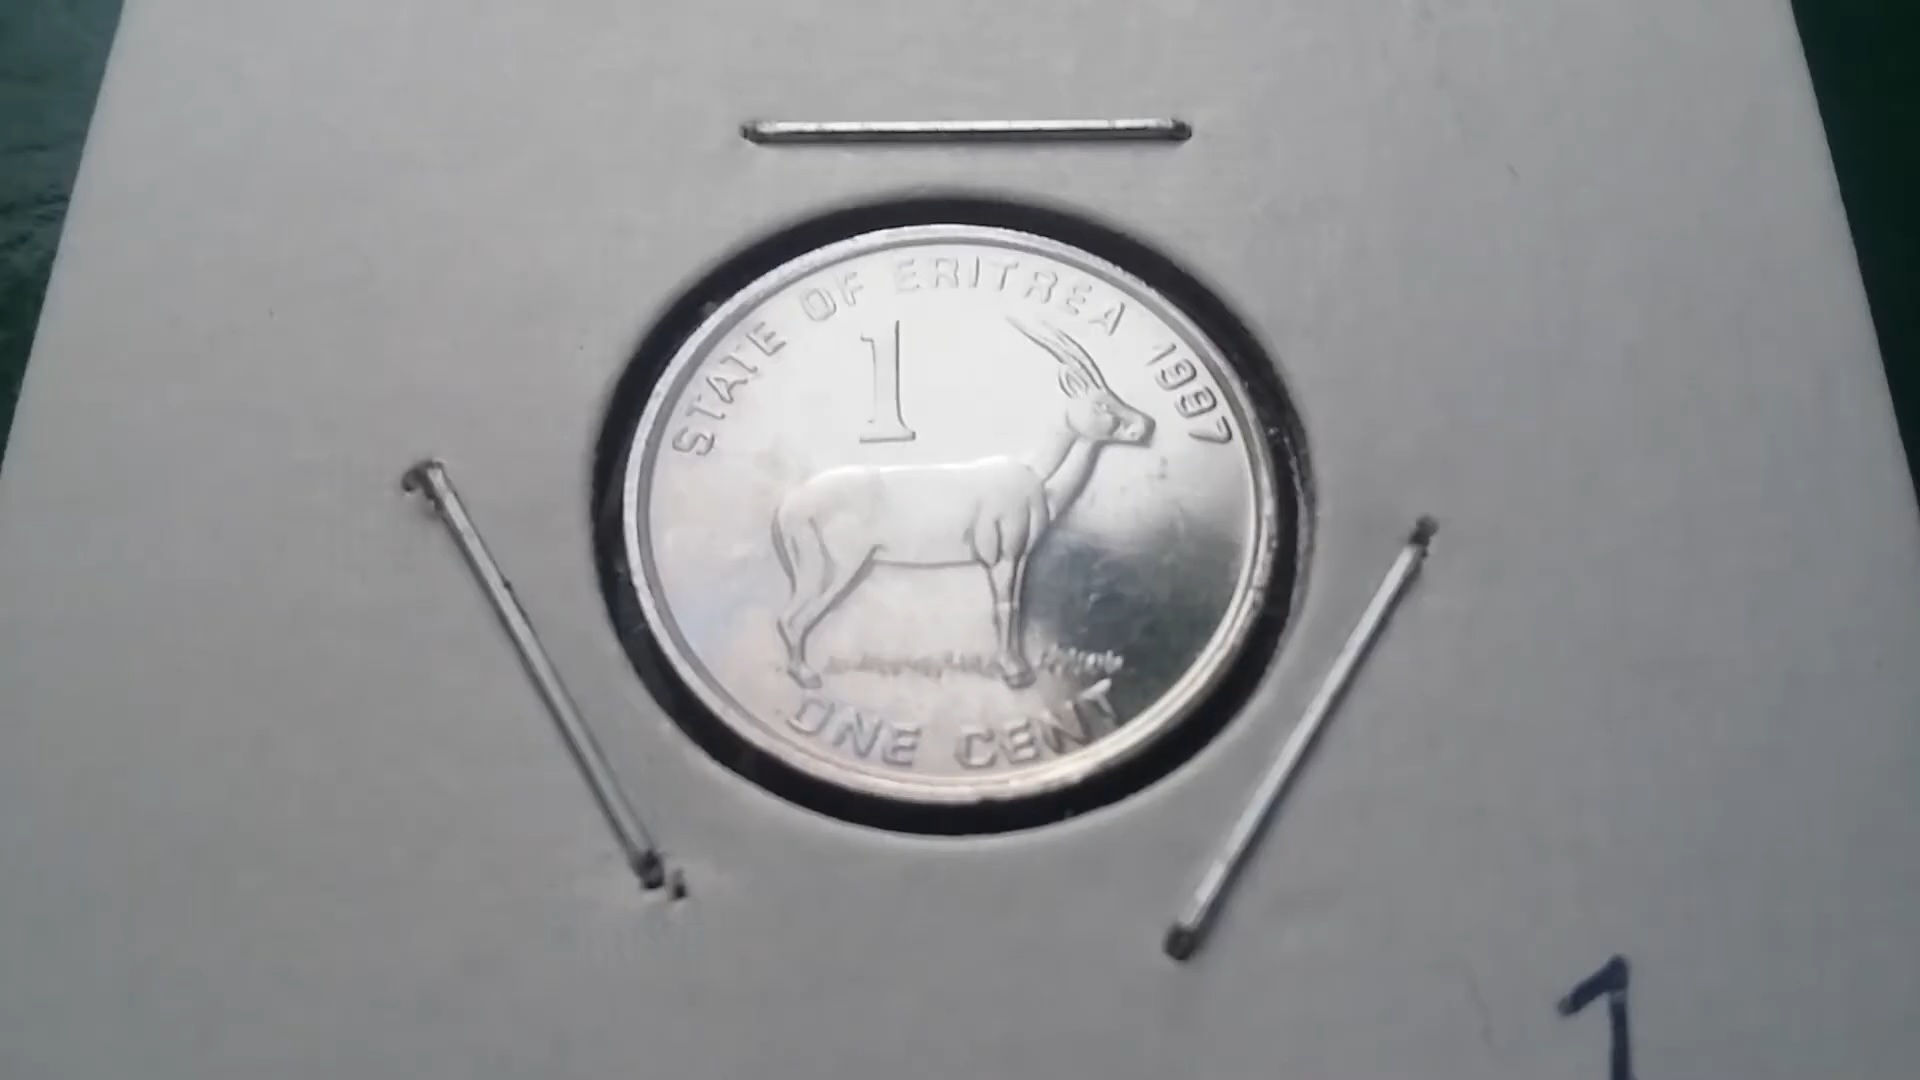 STATE OF ERITREA 1997
1
ONE CENT
1